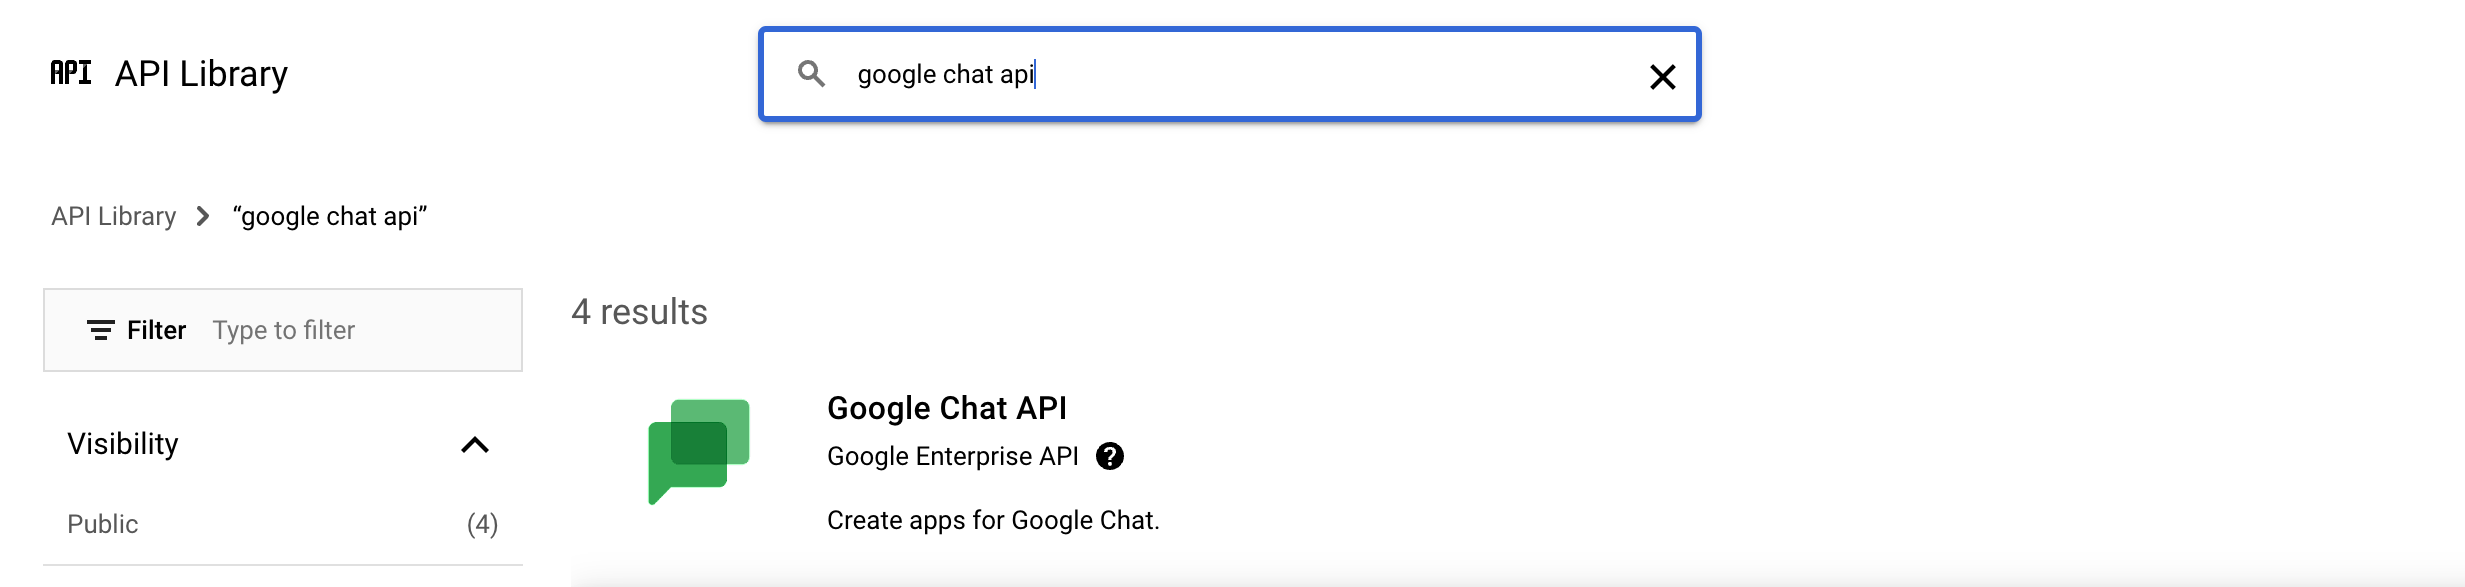 API API Library
google chat api
API Library > “google chat api”
Filter Type to filter
4 results
Google Chat API
Google Enterprise API ?
Visibility
Public (4)
Create apps for Google Chat.